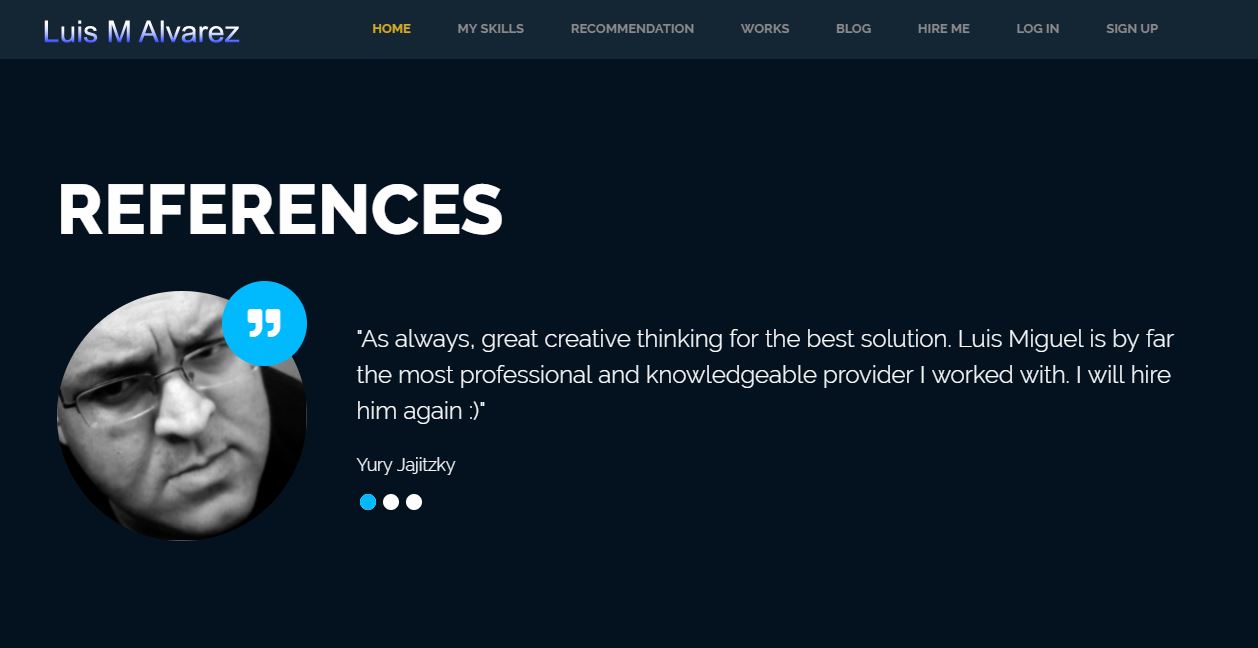 Luis M Alvarez
HOME MY SKILLS RECOMMENDATION WORKS BLOG HIRE ME LOG IN SIGN UP
REFERENCES
"As always, great creative thinking for the best solution. Luis Miguel is by far
the most professional and knowledgeable provider I worked with. I will hire
him again :)"
Yury Jajitzky